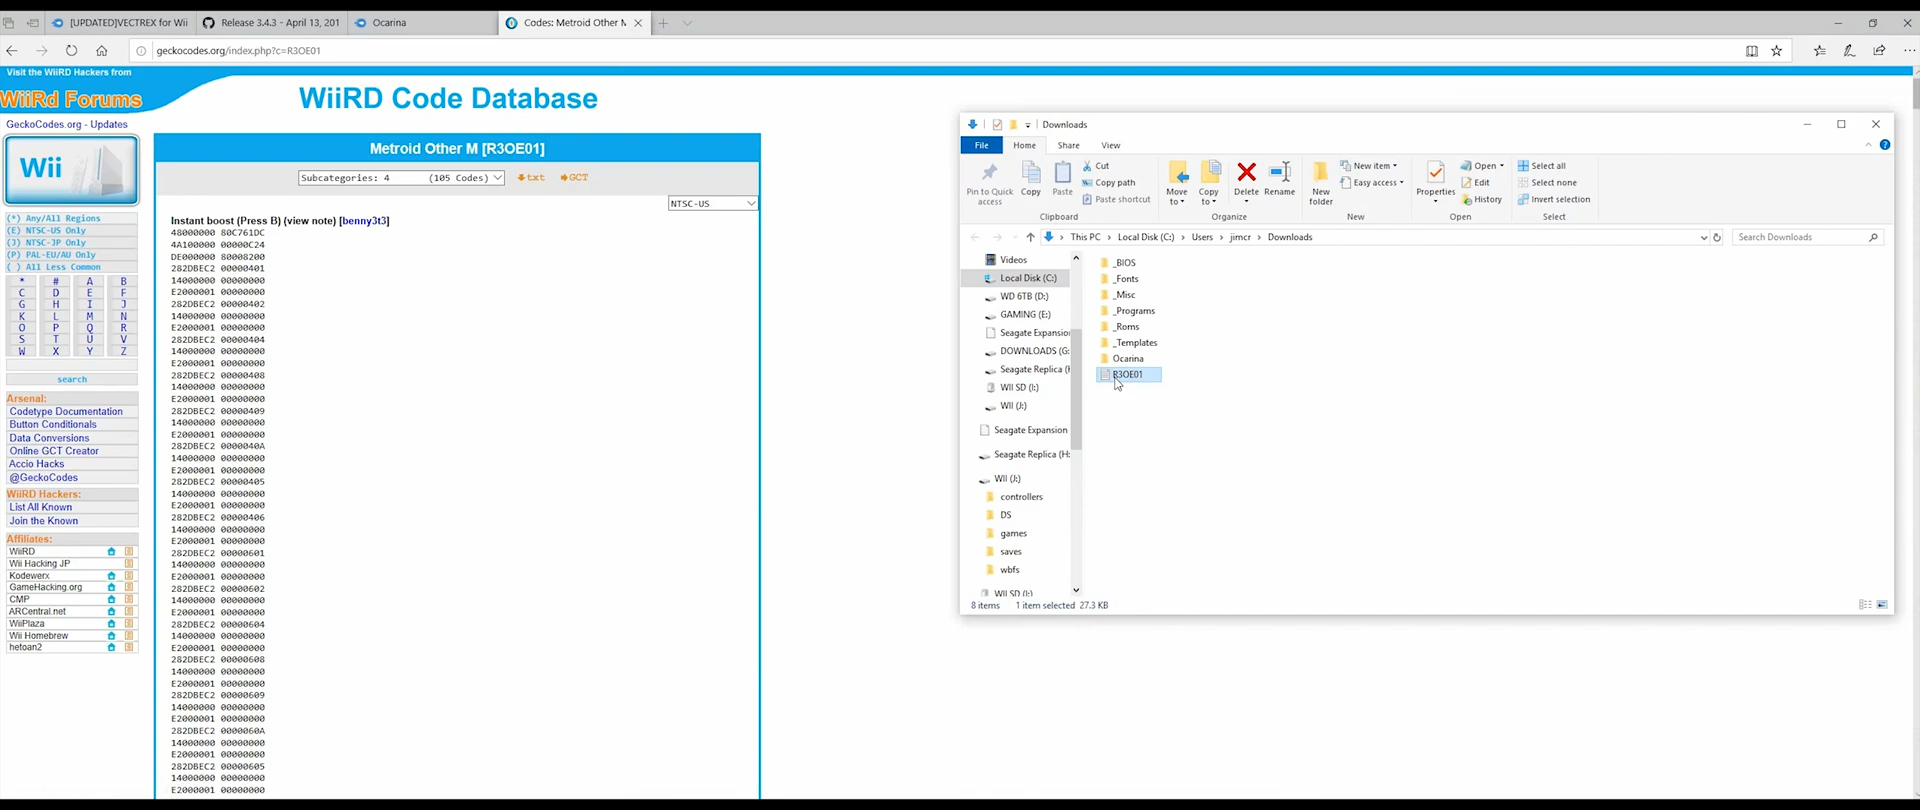 [UPDATED]VECTREX for Wii
Release 3.4.3 - April 13, 201
Ocarina
Codes: Metroid Other M
geckocodes.org/index.php?c=R3OE01
Visit the WiiRD Hackers from
WiiRd Forums
GeckoCodes.org - Updates
Wii
(*) Any/All Regions
(E) NTSC-US Only
(J) NTSC-JP Only
(P) PAL-EU/AU Only
( ) All Less Common
* # A B
C D E F
G H I J
K L M N
O P Q R
S T U V
W X Y Z
search
Arsenal:
Codetype Documentation
Button Conditionals
Data Conversions
Online GCT Creator
Accio Hacks
@GeckoCodes
WiiRD Hackers:
List All Known
Join the Known
Affiliates:
WiiRD
Wii Hacking JP
Kodewerx
GameHacking.org
CMP
ARCentral.net
WiiPlaza
Wii Homebrew
hetoan2
WiiRD Code Database
Metroid Other M [R3OE01]
Subcategories: 4 (105 Codes)
txt
GCT
NTSC-US
Instant boost (Press B) (view note) [benny3t3]
48000000 80C761DC
4A100000 00000C24
DE000000 80008200
282DBEC2 00000401
14000000 00000000
E2000001 00000000
282DBEC2 00000402
14000000 00000000
E2000001 00000000
282DBEC2 00000404
14000000 00000000
E2000001 00000000
282DBEC2 00000408
14000000 00000000
E2000001 00000000
282DBEC2 00000409
14000000 00000000
E2000001 00000000
282DBEC2 0000040A
14000000 00000000
E2000001 00000000
282DBEC2 00000405
14000000 00000000
E2000001 00000000
282DBEC2 00000406
14000000 00000000
E2000001 00000000
282DBEC2 00000601
14000000 00000000
E2000001 00000000
282DBEC2 00000602
14000000 00000000
E2000001 00000000
282DBEC2 00000604
14000000 00000000
E2000001 00000000
282DBEC2 00000608
14000000 00000000
E2000001 00000000
282DBEC2 00000609
14000000 00000000
E2000001 00000000
282DBEC2 0000060A
14000000 00000000
E2000001 00000000
282DBEC2 00000605
14000000 00000000
E2000001 00000000
Downloads
File Home Share View
Pin to Quick access
Copy
Paste
Cut
Copy path
Paste shortcut
Clipboard
Move to
Copy to
Delete
Rename
Organize
New folder
New item
Easy access
New
Properties
Open
Edit
History
Open
Select all
Select none
Invert selection
Select
This PC > Local Disk (C:) > Users > jimcr > Downloads
Search Downloads
Videos
Local Disk (C:)
WD 6TB (D:)
GAMING (E:)
Seagate Expansio
DOWNLOADS (G:
Seagate Replica (H
WII SD (I:)
WII (J:)
Seagate Expansion
Seagate Replica (H:
WII (J:)
controllers
DS
games
saves
wbfs
WII SD (I:)
_BIOS
_Fonts
_Misc
_Programs
_Roms
_Templates
Ocarina
R3OE01
8 items 1 item selected 27.3 KB